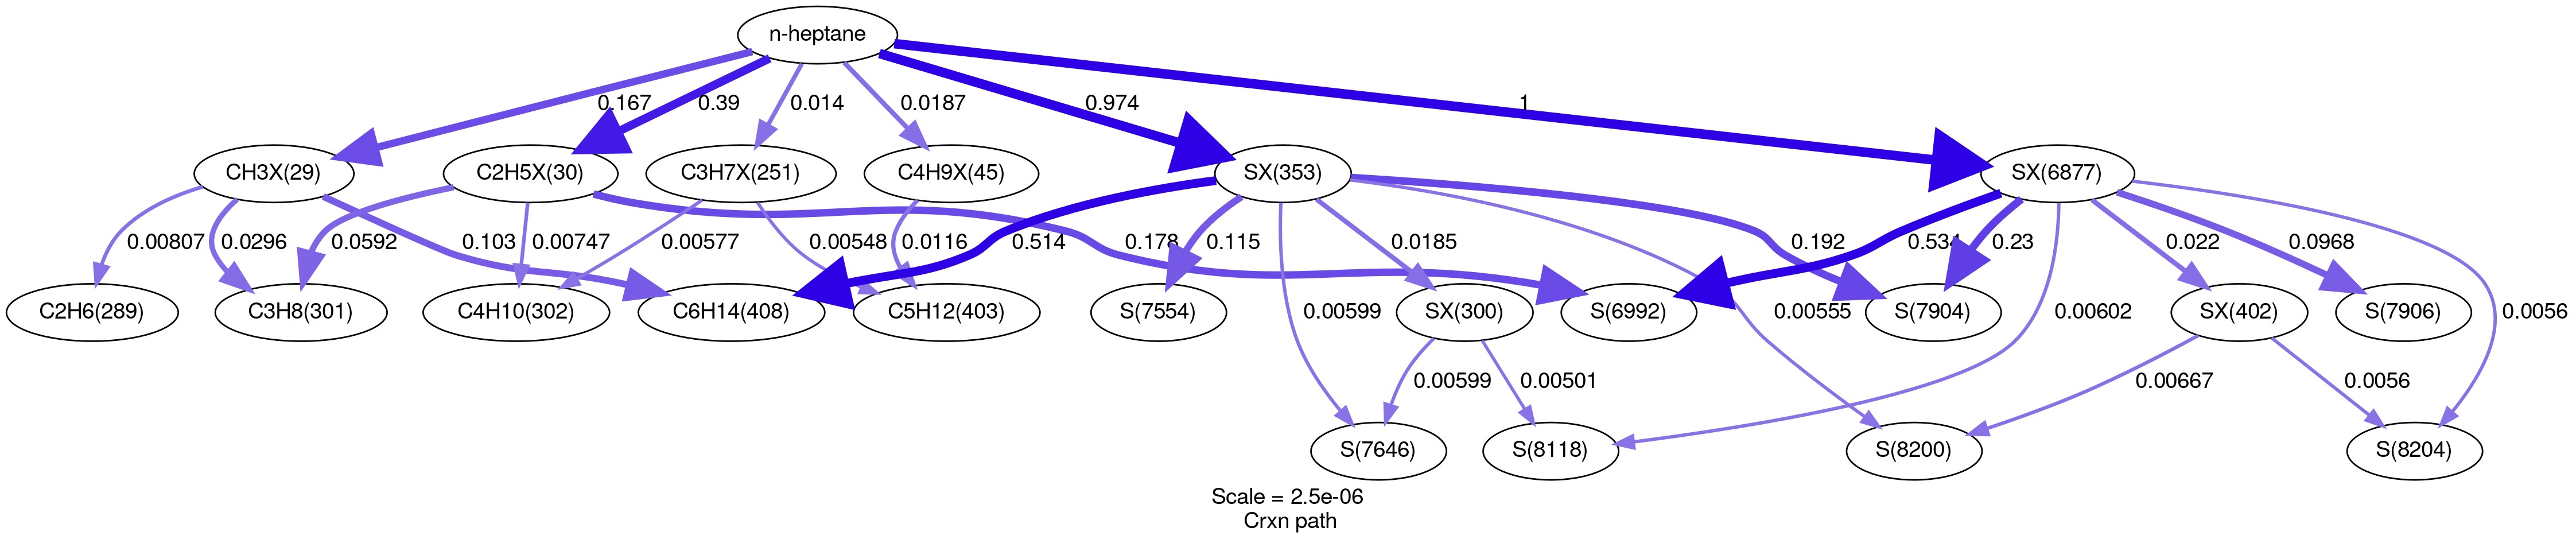 n-heptane
0.167
0.39
0.014
0.0187
0.974
1
CH3X(29)
C2H5X(30)
C3H7X(251)
C4H9X(45)
SX(353)
SX(6877)
0.00807
0.0296
0.0592
0.103
0.00747
0.00577
0.00548
0.0116
0.514
0.178
0.115
0.0185
0.192
0.534
0.23
0.022
0.0968
C2H6(289)
C3H8(301)
C4H10(302)
C6H14(408)
C5H12(403)
S(7554)
0.00599
SX(300)
S(6992)
0.00555
S(7904)
0.00602
SX(402)
S(7906)
0.0056
0.00599
0.00501
0.00667
0.0056
S(7646)
S(8118)
S(8200)
S(8204)
Scale = 2.5e-06
Crxn path